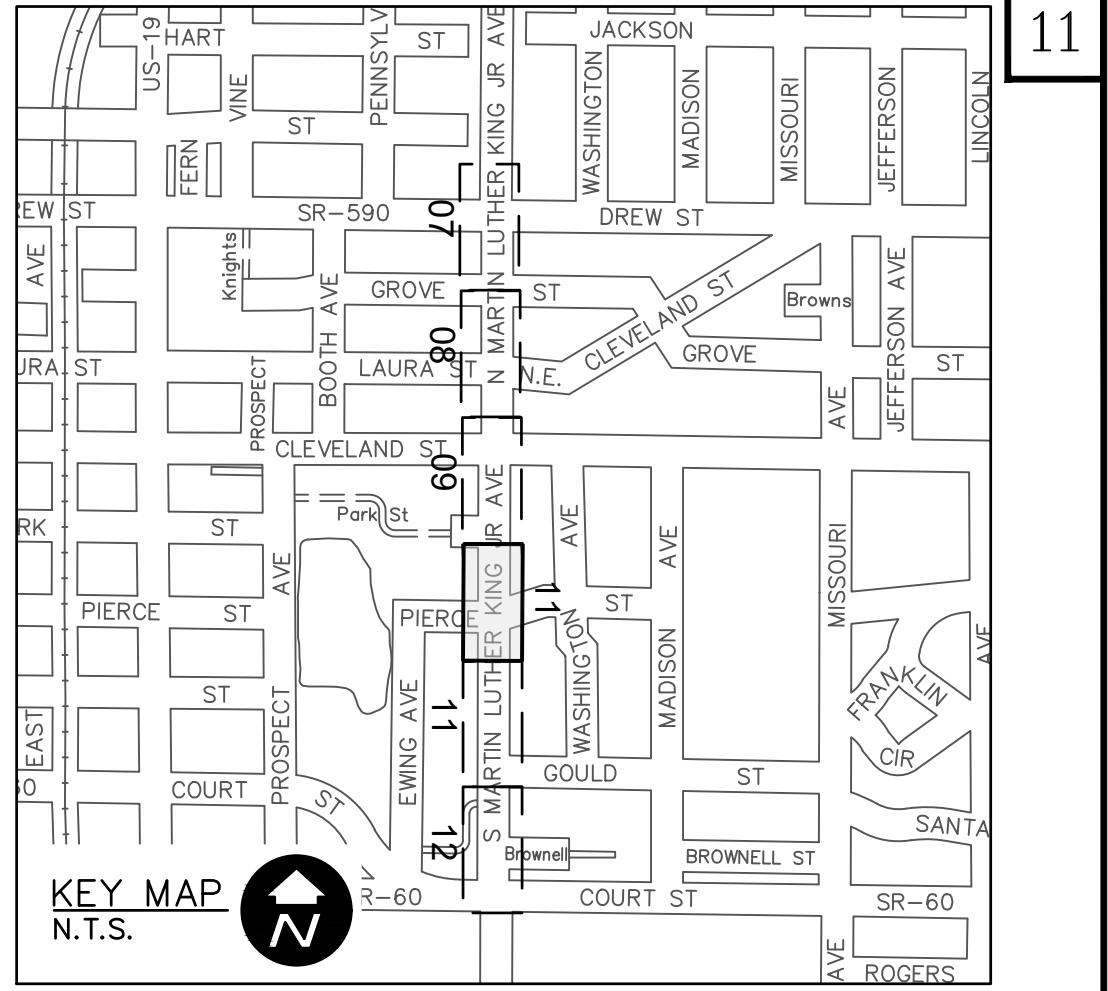 11
HART
ST
JACKSON
US-19
VINE
PENNSYLV
N MARTIN LUTHER KING JR AVE
WASHINGTON
MADISON
MISSOURI
JEFFERSON
LINCOLN
ST
FERN
REW ST
SR-590
07
DREW ST
AVE
Knights
BOOTH AVE
GROVE
ST
CLEVELAND ST
Browns
JEFFERSON AVE
08
URA ST
LAURA ST
N.E.
GROVE
ST
PROSPECT
AVE
CLEVELAND ST
09
RK
ST
Park St
AVE
AVE
AVE
MISSOURI
PIERCE
ST
PIERCE
11
ST
S MARTIN LUTHER KING JR AVE
WASHINGTON
MADISON
AVE
ST
PROSPECT
EWING AVE
11
FRANKLIN
CIR
EAST
60
COURT
ST
GOULD
ST
SANTA
12
Brownell
BROWNELL ST
KEY MAP
N.T.S.
N
R-60
COURT ST
SR-60
AVE
ROGERS